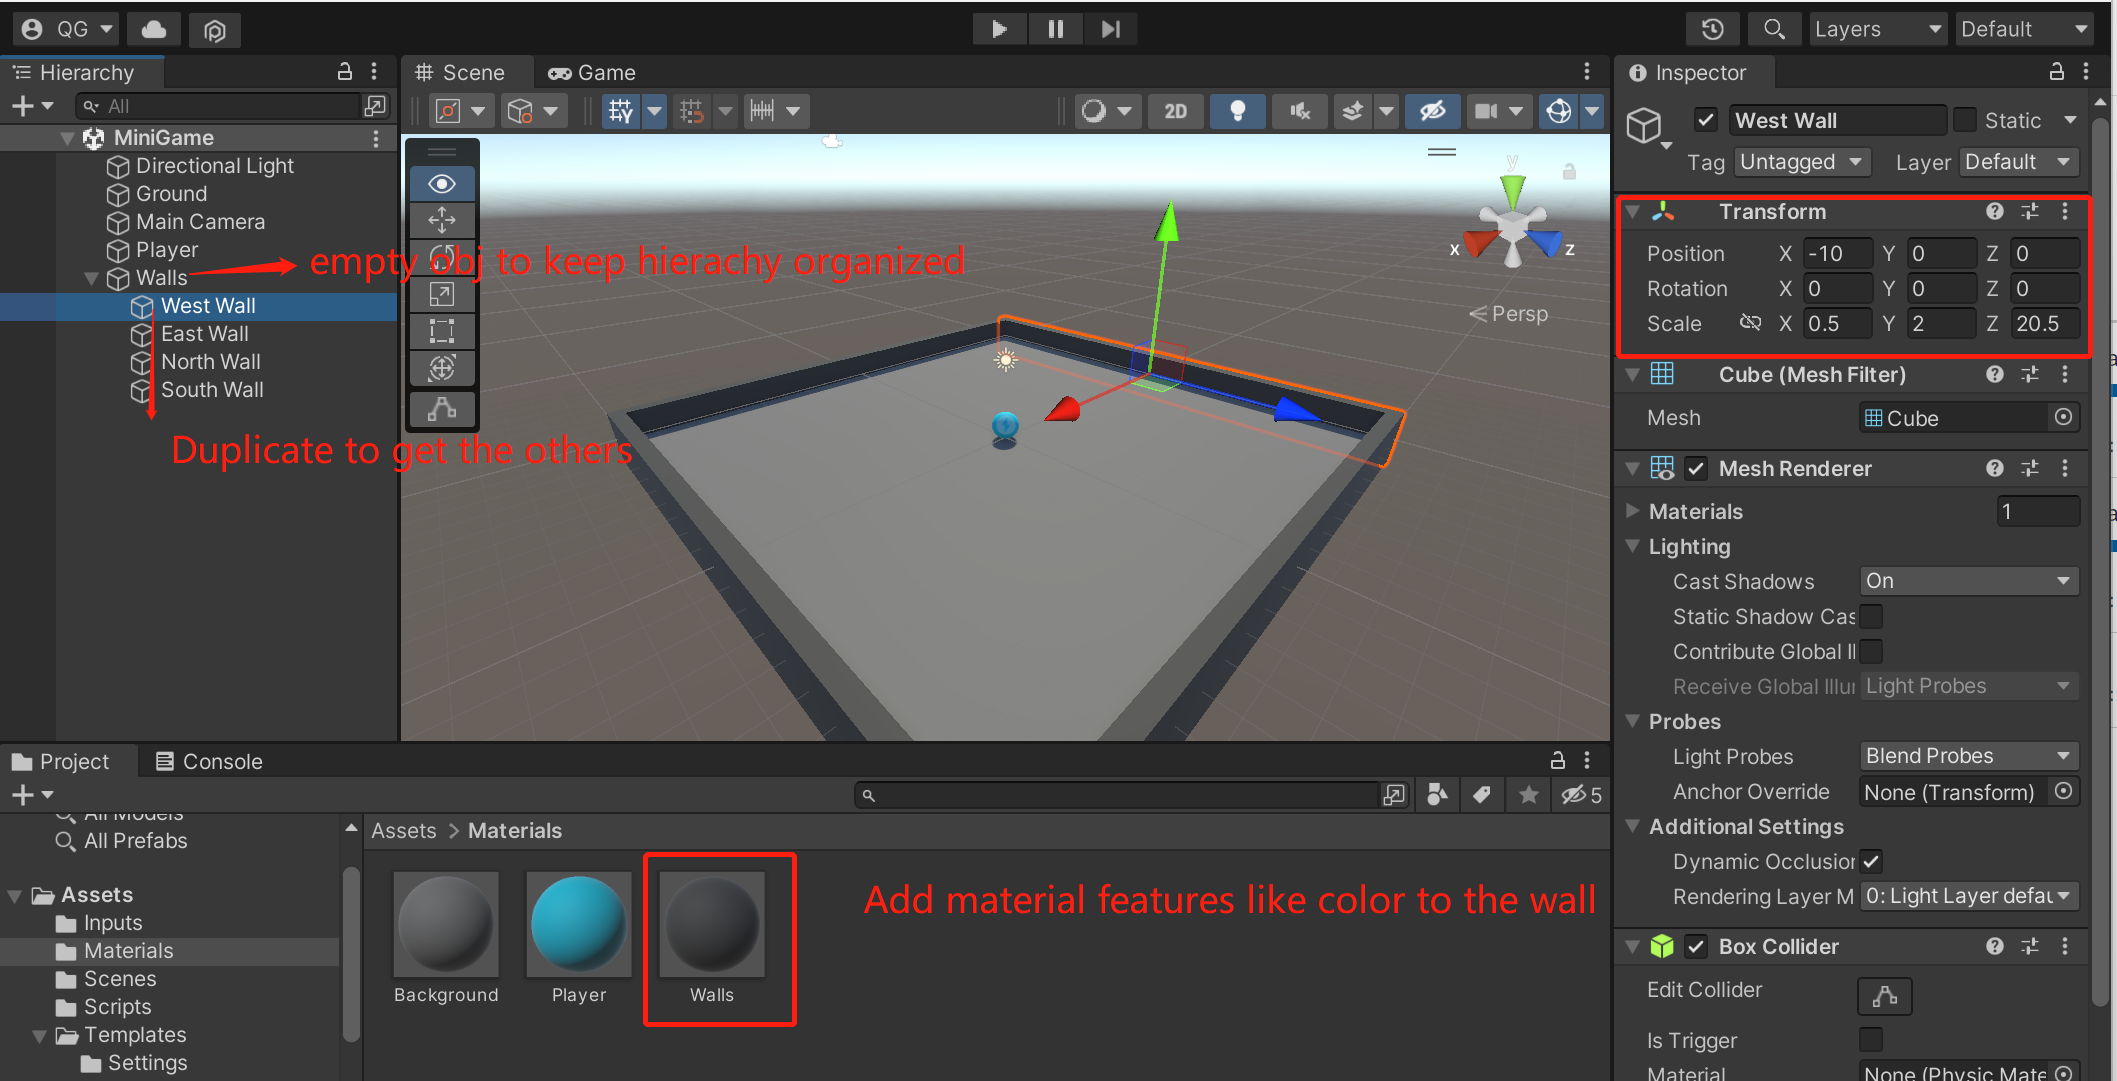 QG
Layers
Default
Hierarchy
Scene
Game
Inspector
All
2D
West Wall
Static
Tag Untagged
Layer Default
MiniGame
Directional Light
Ground
Main Camera
Player
Walls
West Wall
East Wall
North Wall
South Wall
empty obj to keep hierachy organized
Duplicate to get the others
y
x
z
Persp
Transform
Position X -10 Y 0 Z 0
Rotation X 0 Y 0 Z 0
Scale X 0.5 Y 2 Z 20.5
Cube (Mesh Filter)
Mesh Cube
Mesh Renderer
Materials 1
Lighting
Cast Shadows On
Static Shadow Cas
Contribute Global Il
Receive Global Illur Light Probes
Probes
Light Probes Blend Probes
Anchor Override None (Transform)
Additional Settings
Dynamic Occlusion
Rendering Layer M 0: Light Layer defau
Box Collider
Edit Collider
Is Trigger
Material None (Physic Mate
Project
Console
5
All Models
All Prefabs
Assets
Inputs
Materials
Scenes
Scripts
Templates
Settings
Assets > Materials
Background
Player
Walls
Add material features like color to the wall